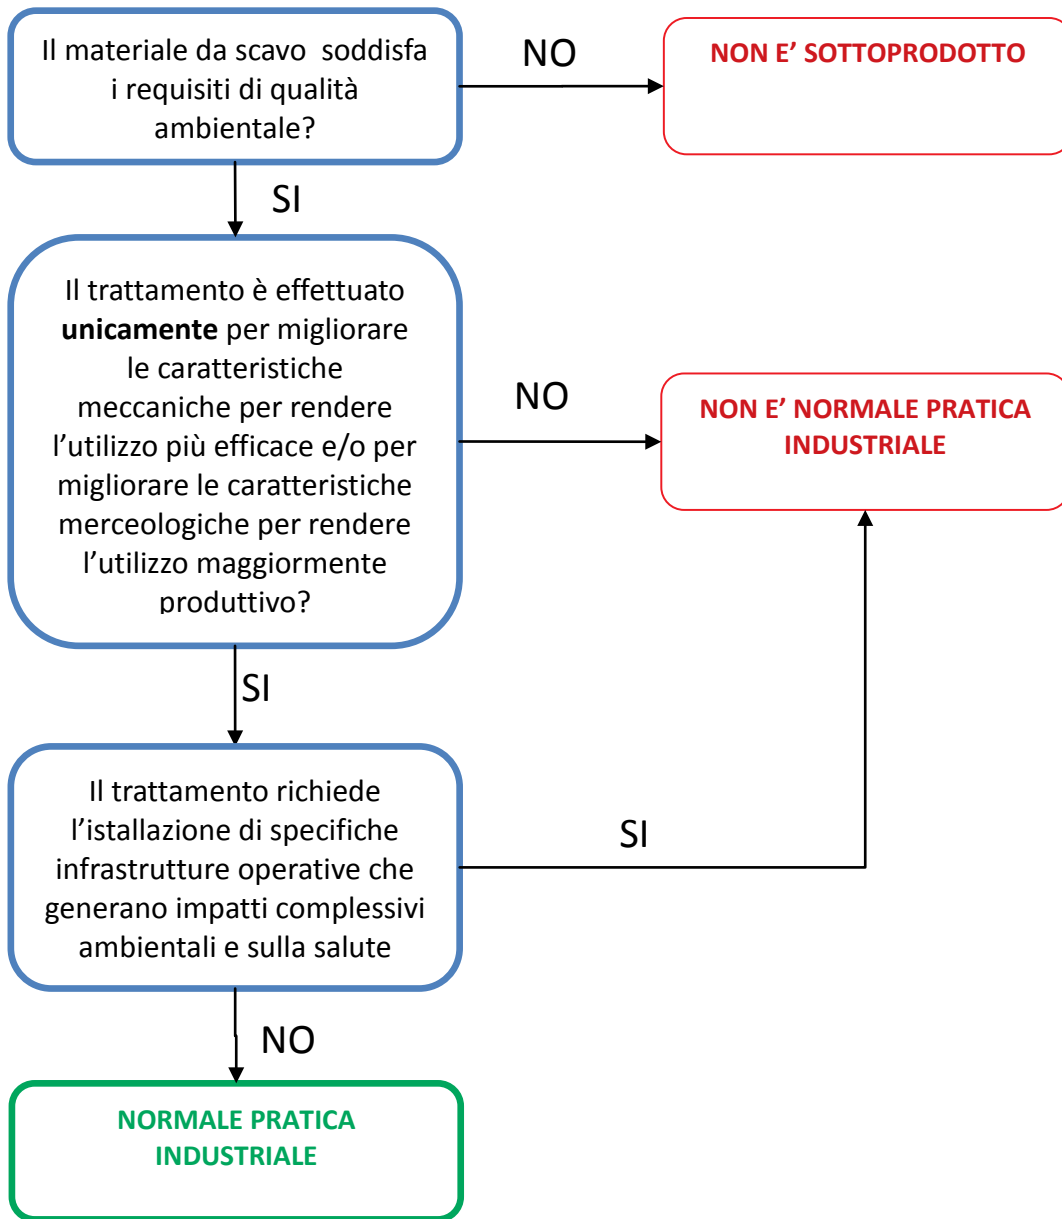 Il materiale da scavo  soddisfa
i requisiti di qualità
ambientale?
NO
NON E' SOTTOPRODOTTO
SI
Il trattamento è effettuato
unicamente per migliorare
le caratteristiche
meccaniche per rendere
l’utilizzo più efficace e/o per
migliorare le caratteristiche
merceologiche per rendere
l’utilizzo maggiormente
produttivo?
NO
NON E' NORMALE PRATICA
INDUSTRIALE
SI
Il trattamento richiede
l’istallazione di specifiche
infrastrutture operative che
generano impatti complessivi
ambientali e sulla salute
SI
NO
NORMALE PRATICA
INDUSTRIALE